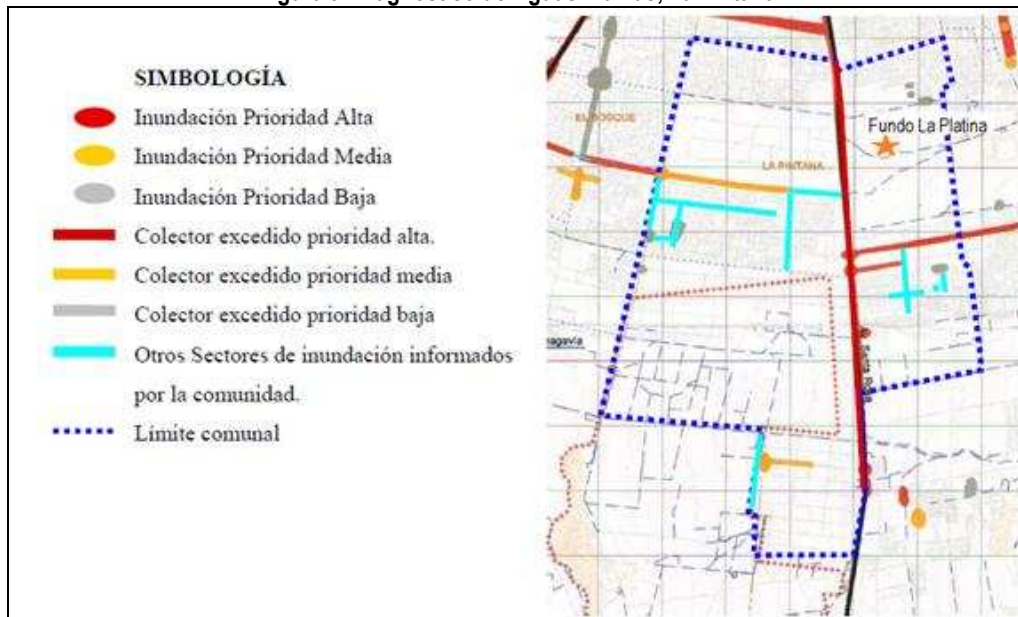 SIMBOLOGÍA
Inundación Prioridad Alta
Inundación Prioridad Media
Inundación Prioridad Baja
Colector excedido prioridad alta.
Colector excedido prioridad media
Colector excedido prioridad baja
Otros Sectores de inundación informados
por la comunidad.
Límite comunal
EL BOSQUE
Fundo La Platina
LA PINTANA
Santa Rosa